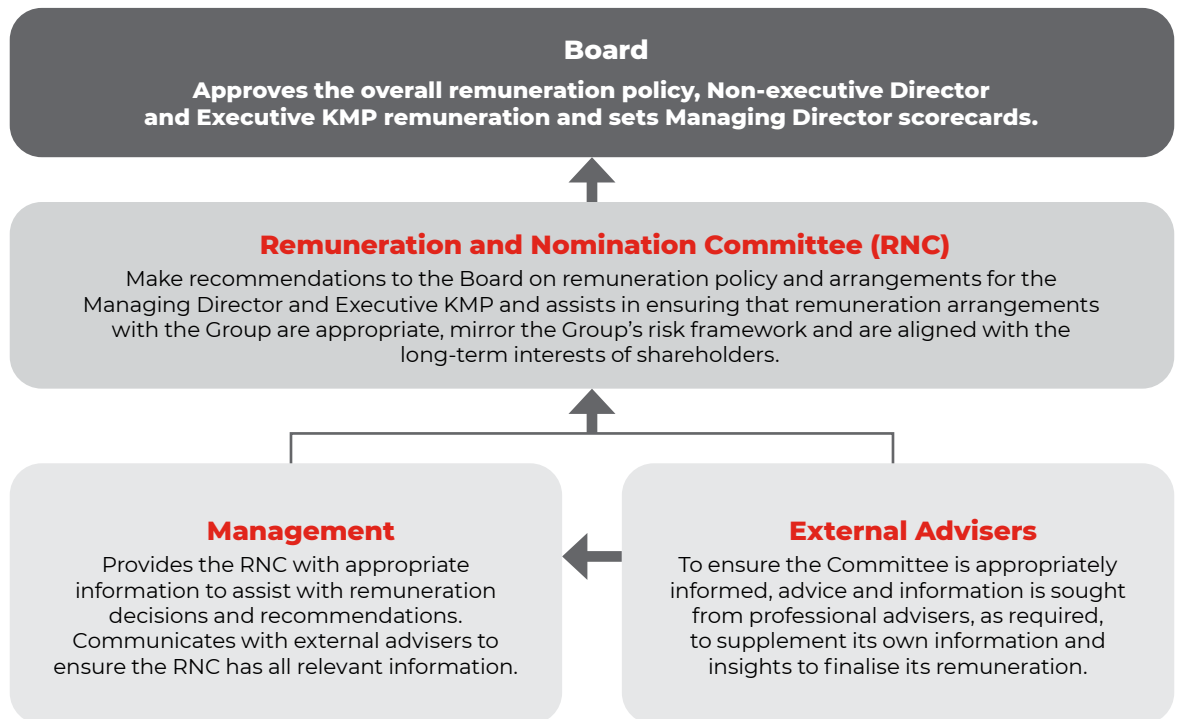 Board
Approves the overall remuneration policy, Non-executive Director
and Executive KMP remuneration and sets Managing Director scorecards.
Remuneration and Nomination Committee (RNC)
Make recommendations to the Board on remuneration policy and arrangements for the
Managing Director and Executive KMP and assists in ensuring that remuneration arrangements
with the Group are appropriate, mirror the Group's risk framework and are aligned with the
long-term interests of shareholders.
Management
Provides the RNC with appropriate
information to assist with remuneration
decisions and recommendations.
Communicates with external advisers to
ensure the RNC has all relevant information.
External Advisers
To ensure the Committee is appropriately
informed, advice and information is sought
from professional advisers, as required,
to supplement its own information and
insights to finalise its remuneration.